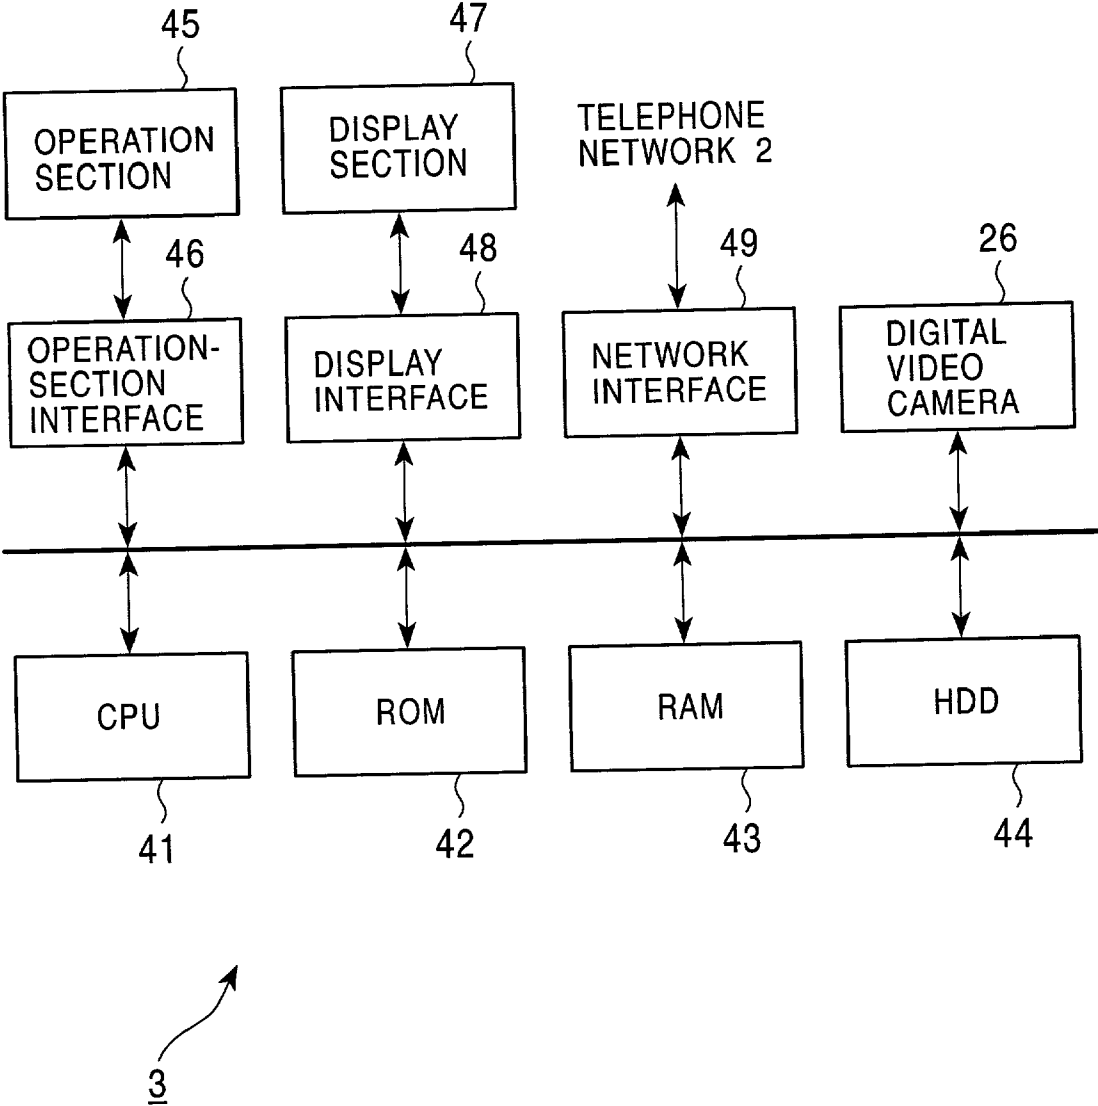 45
47
OPERATION
SECTION
DISPLAY
SECTION
TELEPHONE
NETWORK 2
46
48
49
26
OPERATION-
SECTION
INTERFACE
DISPLAY
INTERFACE
NETWORK
INTERFACE
DIGITAL
VIDEO
CAMERA
CPU
ROM
RAM
HDD
41
42
43
44
3